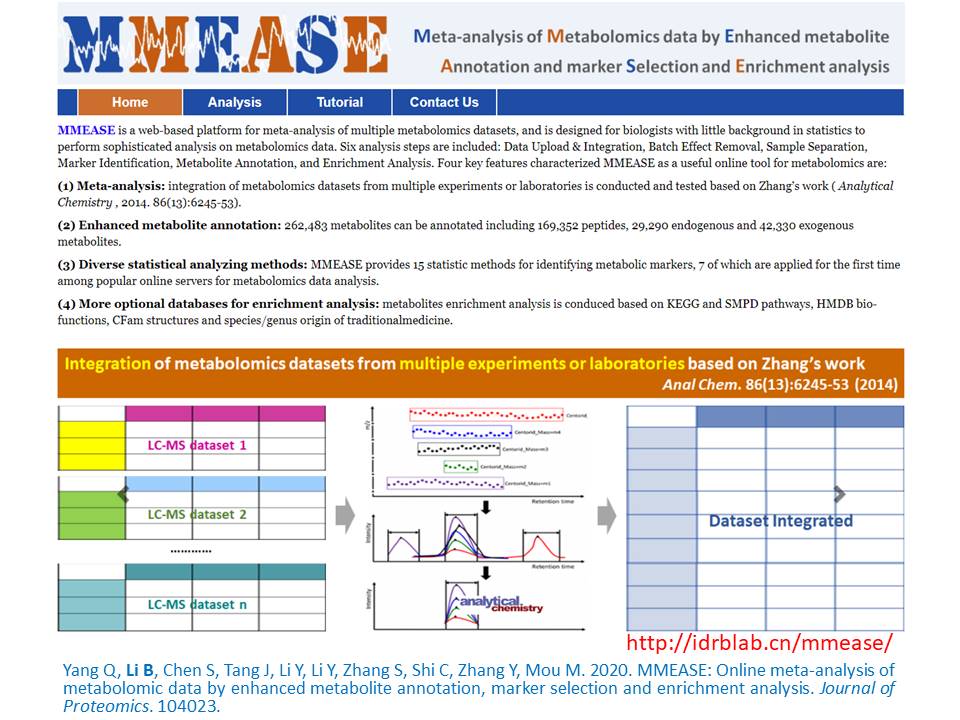 MMEASE
Meta-analysis of Metabolomics data by Enhanced metabolite
Annotation and marker Selection and Enrichment analysis
Home Analysis Tutorial Contact Us
MMEASE is a web-based platform for meta-analysis of multiple metabolomics datasets, and is designed for biologists with little background in statistics to
perform sophisticated analysis on metabolomics data. Six analysis steps are included: Data Upload & Integration, Batch Effect Removal, Sample Separation,
Marker Identification, Metabolite Annotation, and Enrichment Analysis. Four key features characterized MMEASE as a useful online tool for metabolomics are:
(1) Meta-analysis: integration of metabolomics datasets from multiple experiments or laboratories is conducted and tested based on Zhang's work ( Analytical
Chemistry , 2014. 86(13):6245-53).
(2) Enhanced metabolite annotation: 262,483 metabolites can be annotated including 169,352 peptides, 29,290 endogenous and 42,330 exogenous
metabolites.
(3) Diverse statistical analyzing methods: MMEASE provides 15 statistic methods for identifying metabolic markers, 7 of which are applied for the first time
among popular online servers for metabolomics data analysis.
(4) More optional databases for enrichment analysis: metabolites enrichment analysis is conduced based on KEGG and SMPD pathways, HMDB bio-
functions, CFam structures and species/genus origin of traditionalmedicine.
Integration of metabolomics datasets from multiple experiments or laboratories based on Zhang's work
Anal Chem. 86(13):6245-53 (2014)
LC-MS dataset 1
LC-MS dataset 2
............
LC-MS dataset n
m/z
Centorid
Centorid_Mass=m4
Centorid_Mass=m3
Centorid_Mass=m2
Centorid_Mass=m1
Retention time
Intensity
Retention time
Intensity
analytical
chemistry
Retention time
Dataset Integrated
http://idrblab.cn/mmease/
Yang Q, Li B, Chen S, Tang J, Li Y, Li Y, Zhang S, Shi C, Zhang Y, Mou M. 2020. MMEASE: Online meta-analysis of
metabolomic data by enhanced metabolite annotation, marker selection and enrichment analysis. Journal of
Proteomics. 104023.